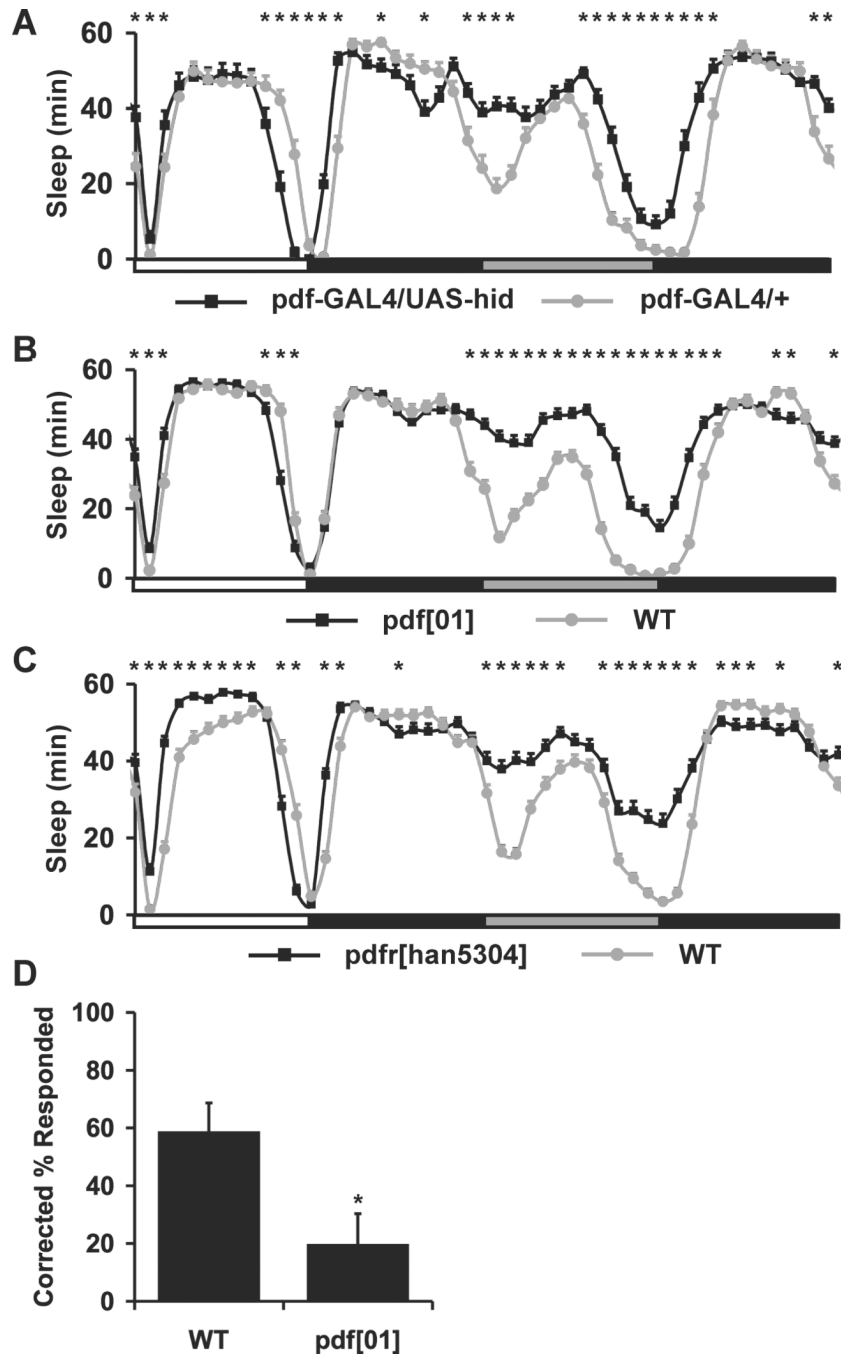 A
*** ****** * * **** ********** **
60
40
20
0
Sleep (min)
pdf-GAL4/UAS-hid pdf-GAL4/+
B
*** *** ****************** ** *
60
40
20
0
Sleep (min)
pdf[01] WT
C
********* ** ** * ****** ******* *** * *
60
40
20
0
Sleep (min)
pdfr[han5304] WT
D
100
80
60
40
20
0
Corrected % Responded
*
WT pdf[01]